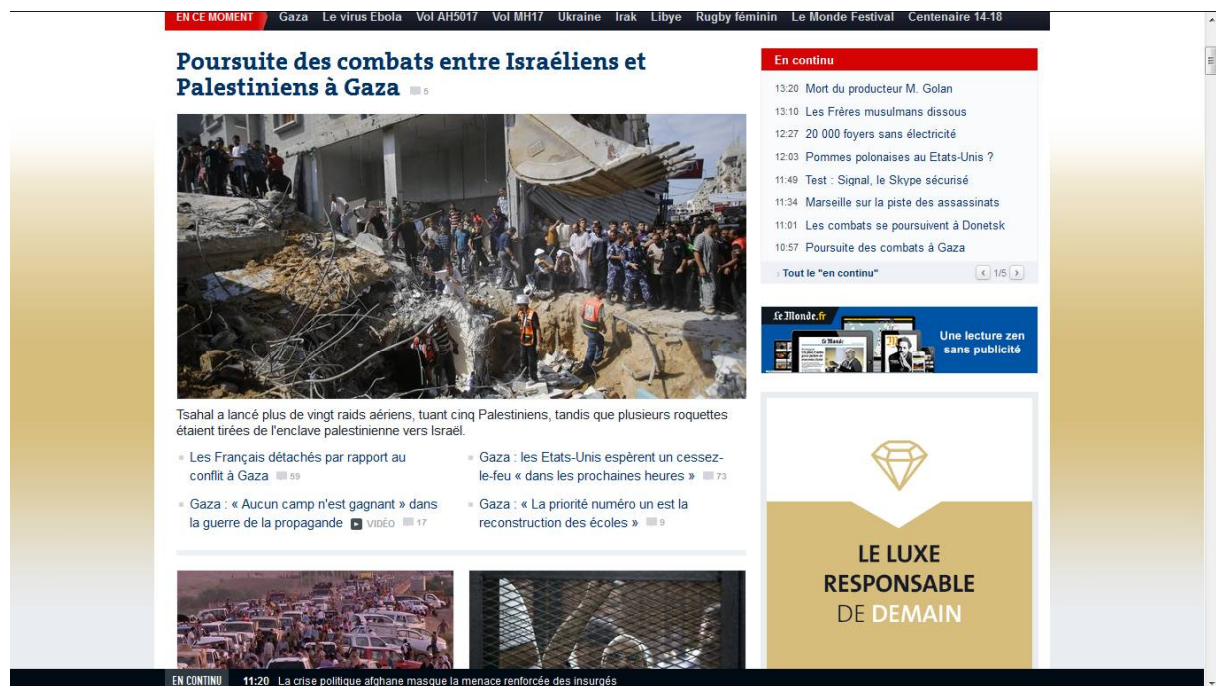 EN CE MOMENT Gaza Le virus Ebola Vol AH5017 Vol MH17 Ukraine Irak Libye Rugby féminin Le Monde Festival Centenaire 14-18
Poursuite des combats entre Israéliens et
Palestiniens à Gaza 5
Tsahal a lancé plus de vingt raids aériens, tuant cinq Palestiniens, tandis que plusieurs roquettes
étaient tirées de l'enclave palestinienne vers Israël.
Les Français détachés par rapport au
conflit à Gaza 59
Gaza : « Aucun camp n'est gagnant » dans
la guerre de la propagande VIDÉO 17
Gaza : les Etats-Unis espèrent un cessez-
le-feu « dans les prochaines heures » 73
Gaza : « La priorité numéro un est la
reconstruction des écoles » 9
En continu
13:20 Mort du producteur M. Golan
13:10 Les Frères musulmans dissous
12:27 20 000 foyers sans électricité
12:03 Pommes polonaises au Etats-Unis ?
11:49 Test : Signal, le Skype sécurisé
11:34 Marseille sur la piste des assassinats
11:01 Les combats se poursuivent à Donetsk
10:57 Poursuite des combats à Gaza
› Tout le "en continu" 1/5
Le Monde.fr
Une lecture zen
sans publicité
LE LUXE
RESPONSABLE
DE DEMAIN
EN CONTINU 11:20 La crise politique afghane masque la menace renforcée des insurgés